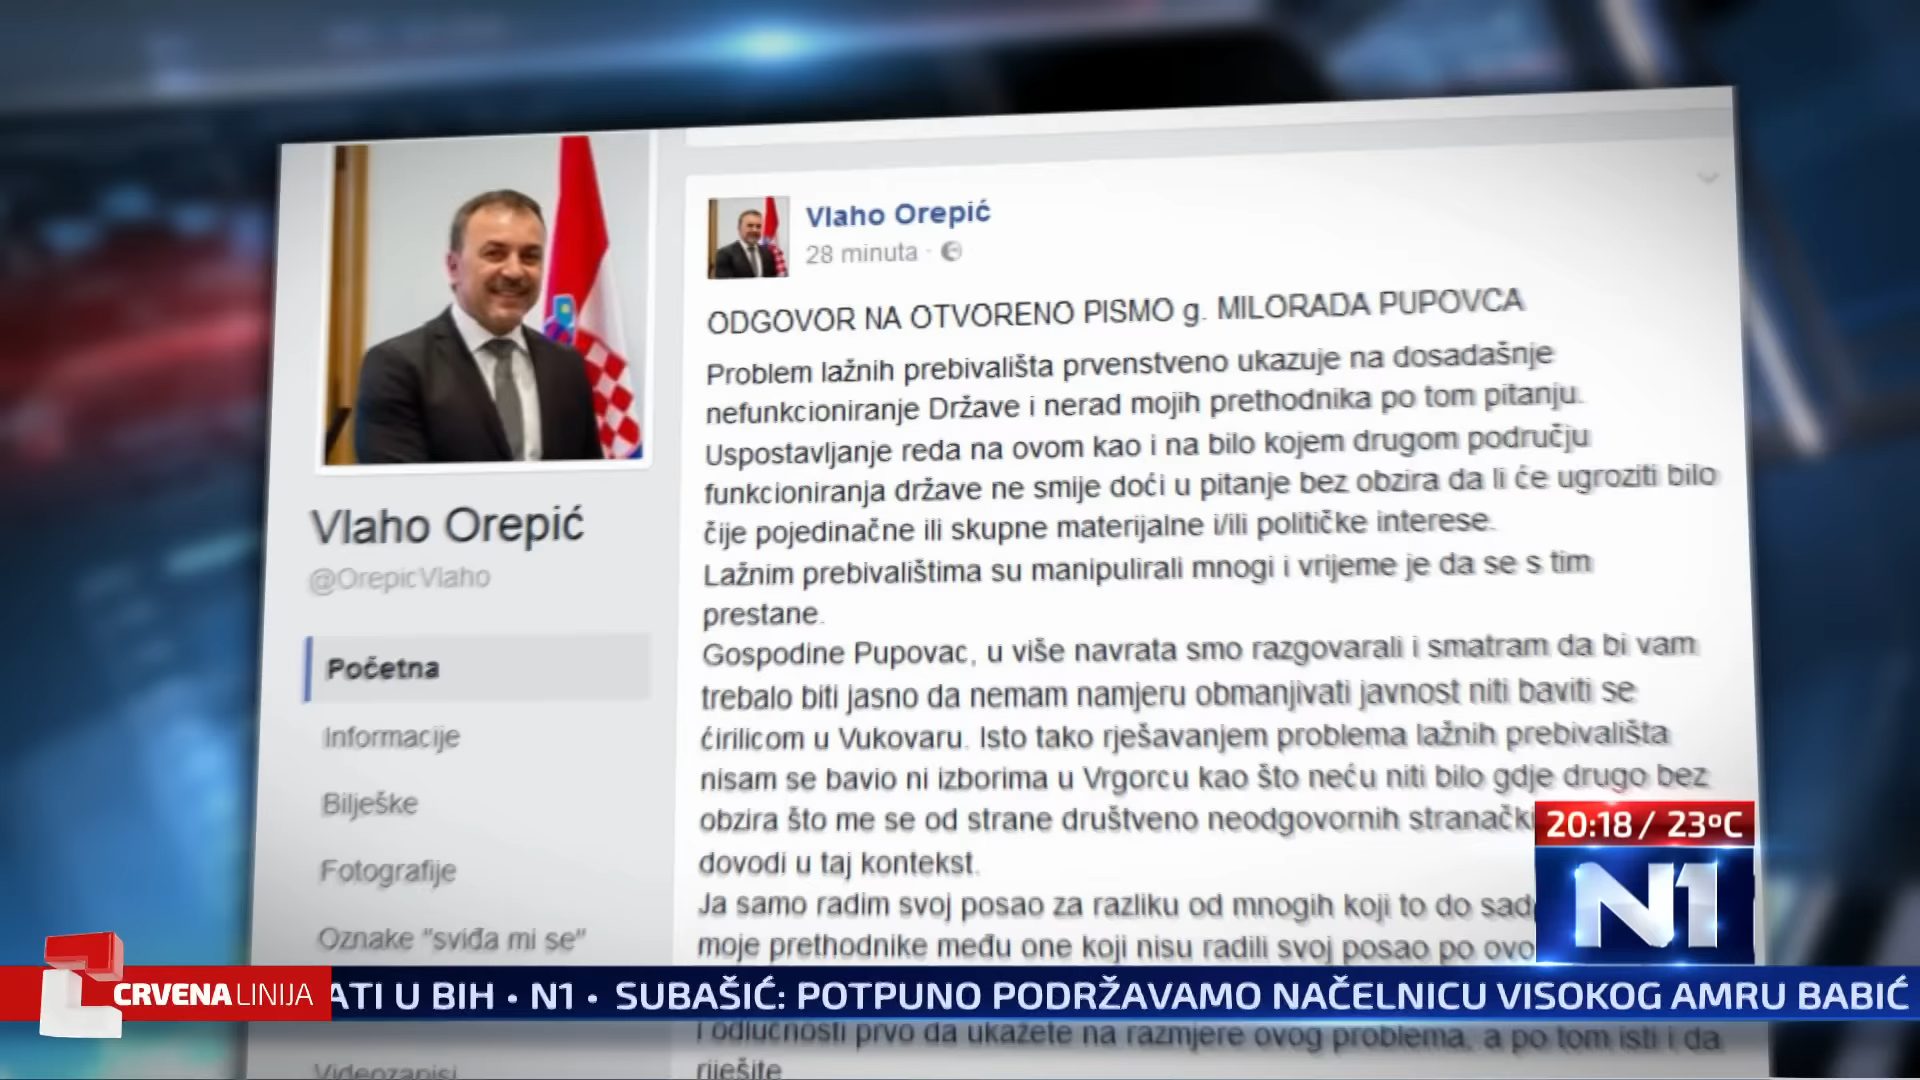 Vlaho Orepić
@OrepicVlaho
Početna
Informacije
Bilješke
Fotografije
Oznake "sviđa mi se"
Videozapisi
Vlaho Orepić
28 minuta ·
ODGOVOR NA OTVORENO PISMO g. MILORADA PUPOVCA
Problem lažnih prebivališta prvenstveno ukazuje na dosadašnje
nefunkcioniranje Države i nerad mojih prethodnika po tom pitanju.
Uspostavljanje reda na ovom kao i na bilo kojem drugom području
funkcioniranja države ne smije doći u pitanje bez obzira da li će ugroziti bilo
čije pojedinačne ili skupne materijalne i/ili političke interese.
Lažnim prebivalištima su manipulirali mnogi i vrijeme je da se s tim
prestane.
Gospodine Pupovac, u više navrata smo razgovarali i smatram da bi vam
trebalo biti jasno da nemam namjeru obmanjivati javnost niti baviti se
ćirilicom u Vukovaru. Isto tako rješavanjem problema lažnih prebivališta
nisam se bavio ni izborima u Vrgorcu kao što neću niti bilo gdje drugo bez
obzira što me se od strane društveno neodgovornih stranački
dovodi u taj kontekst.
Ja samo radim svoj posao za razliku od mnogih koji to do sad
moje prethodnike među one koji nisu radili svoj posao po ovo
i odlučnosti prvo da ukažete na razmjere ovog problema, a po tom isti i da
riješite
20:18 / 23ºC
N1
CRVENA LINIJA
ATI U BIH • N1 • SUBAŠIĆ: POTPUNO PODRŽAVAMO NAČELNICU VISOKOG AMRU BABIĆ